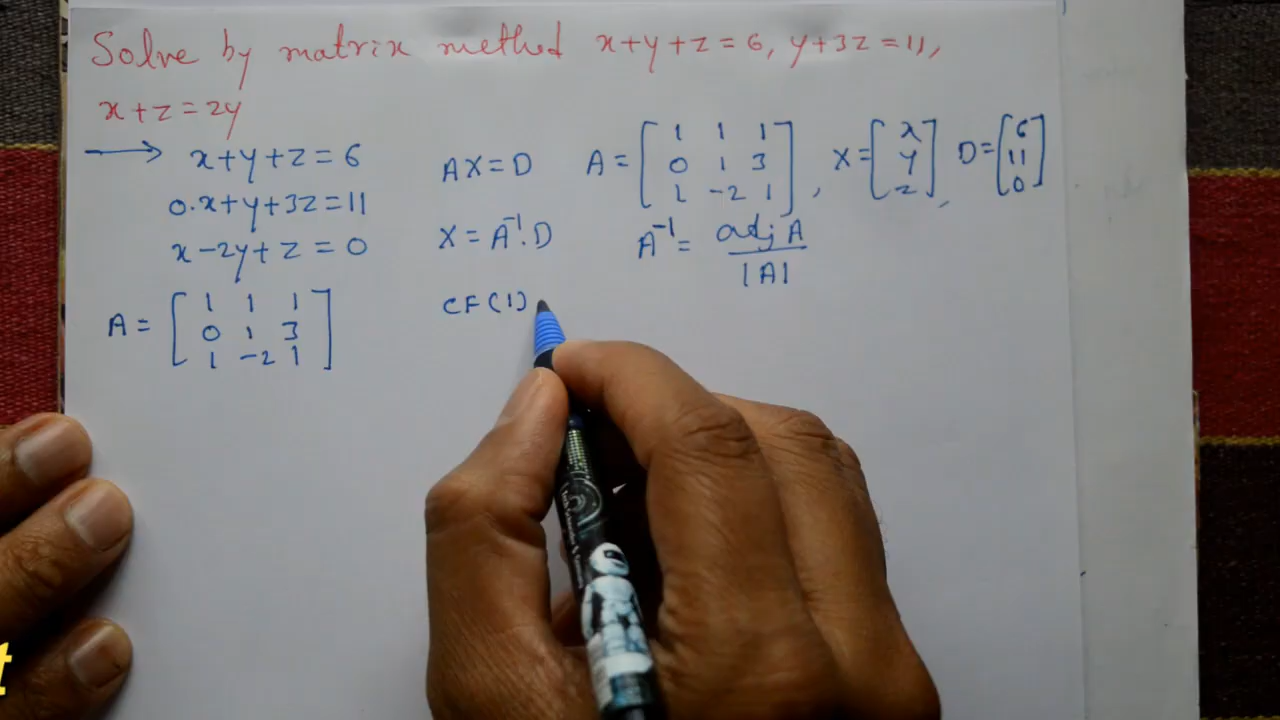 Solve by matrix method x+y+z=6, y+3z=11,
x+z=2y
→ x+y+z=6
0.x+y+3z=11
x-2y+z=0
AX=D
A=[1 1 1
0 1 3
1 -2 1], X=[x
y
z], D=[6
11
0]
X=A⁻¹.D
A⁻¹=adj A
|A|
A=[1 1 1
0 1 3
1 -2 1]
CF(1)
t